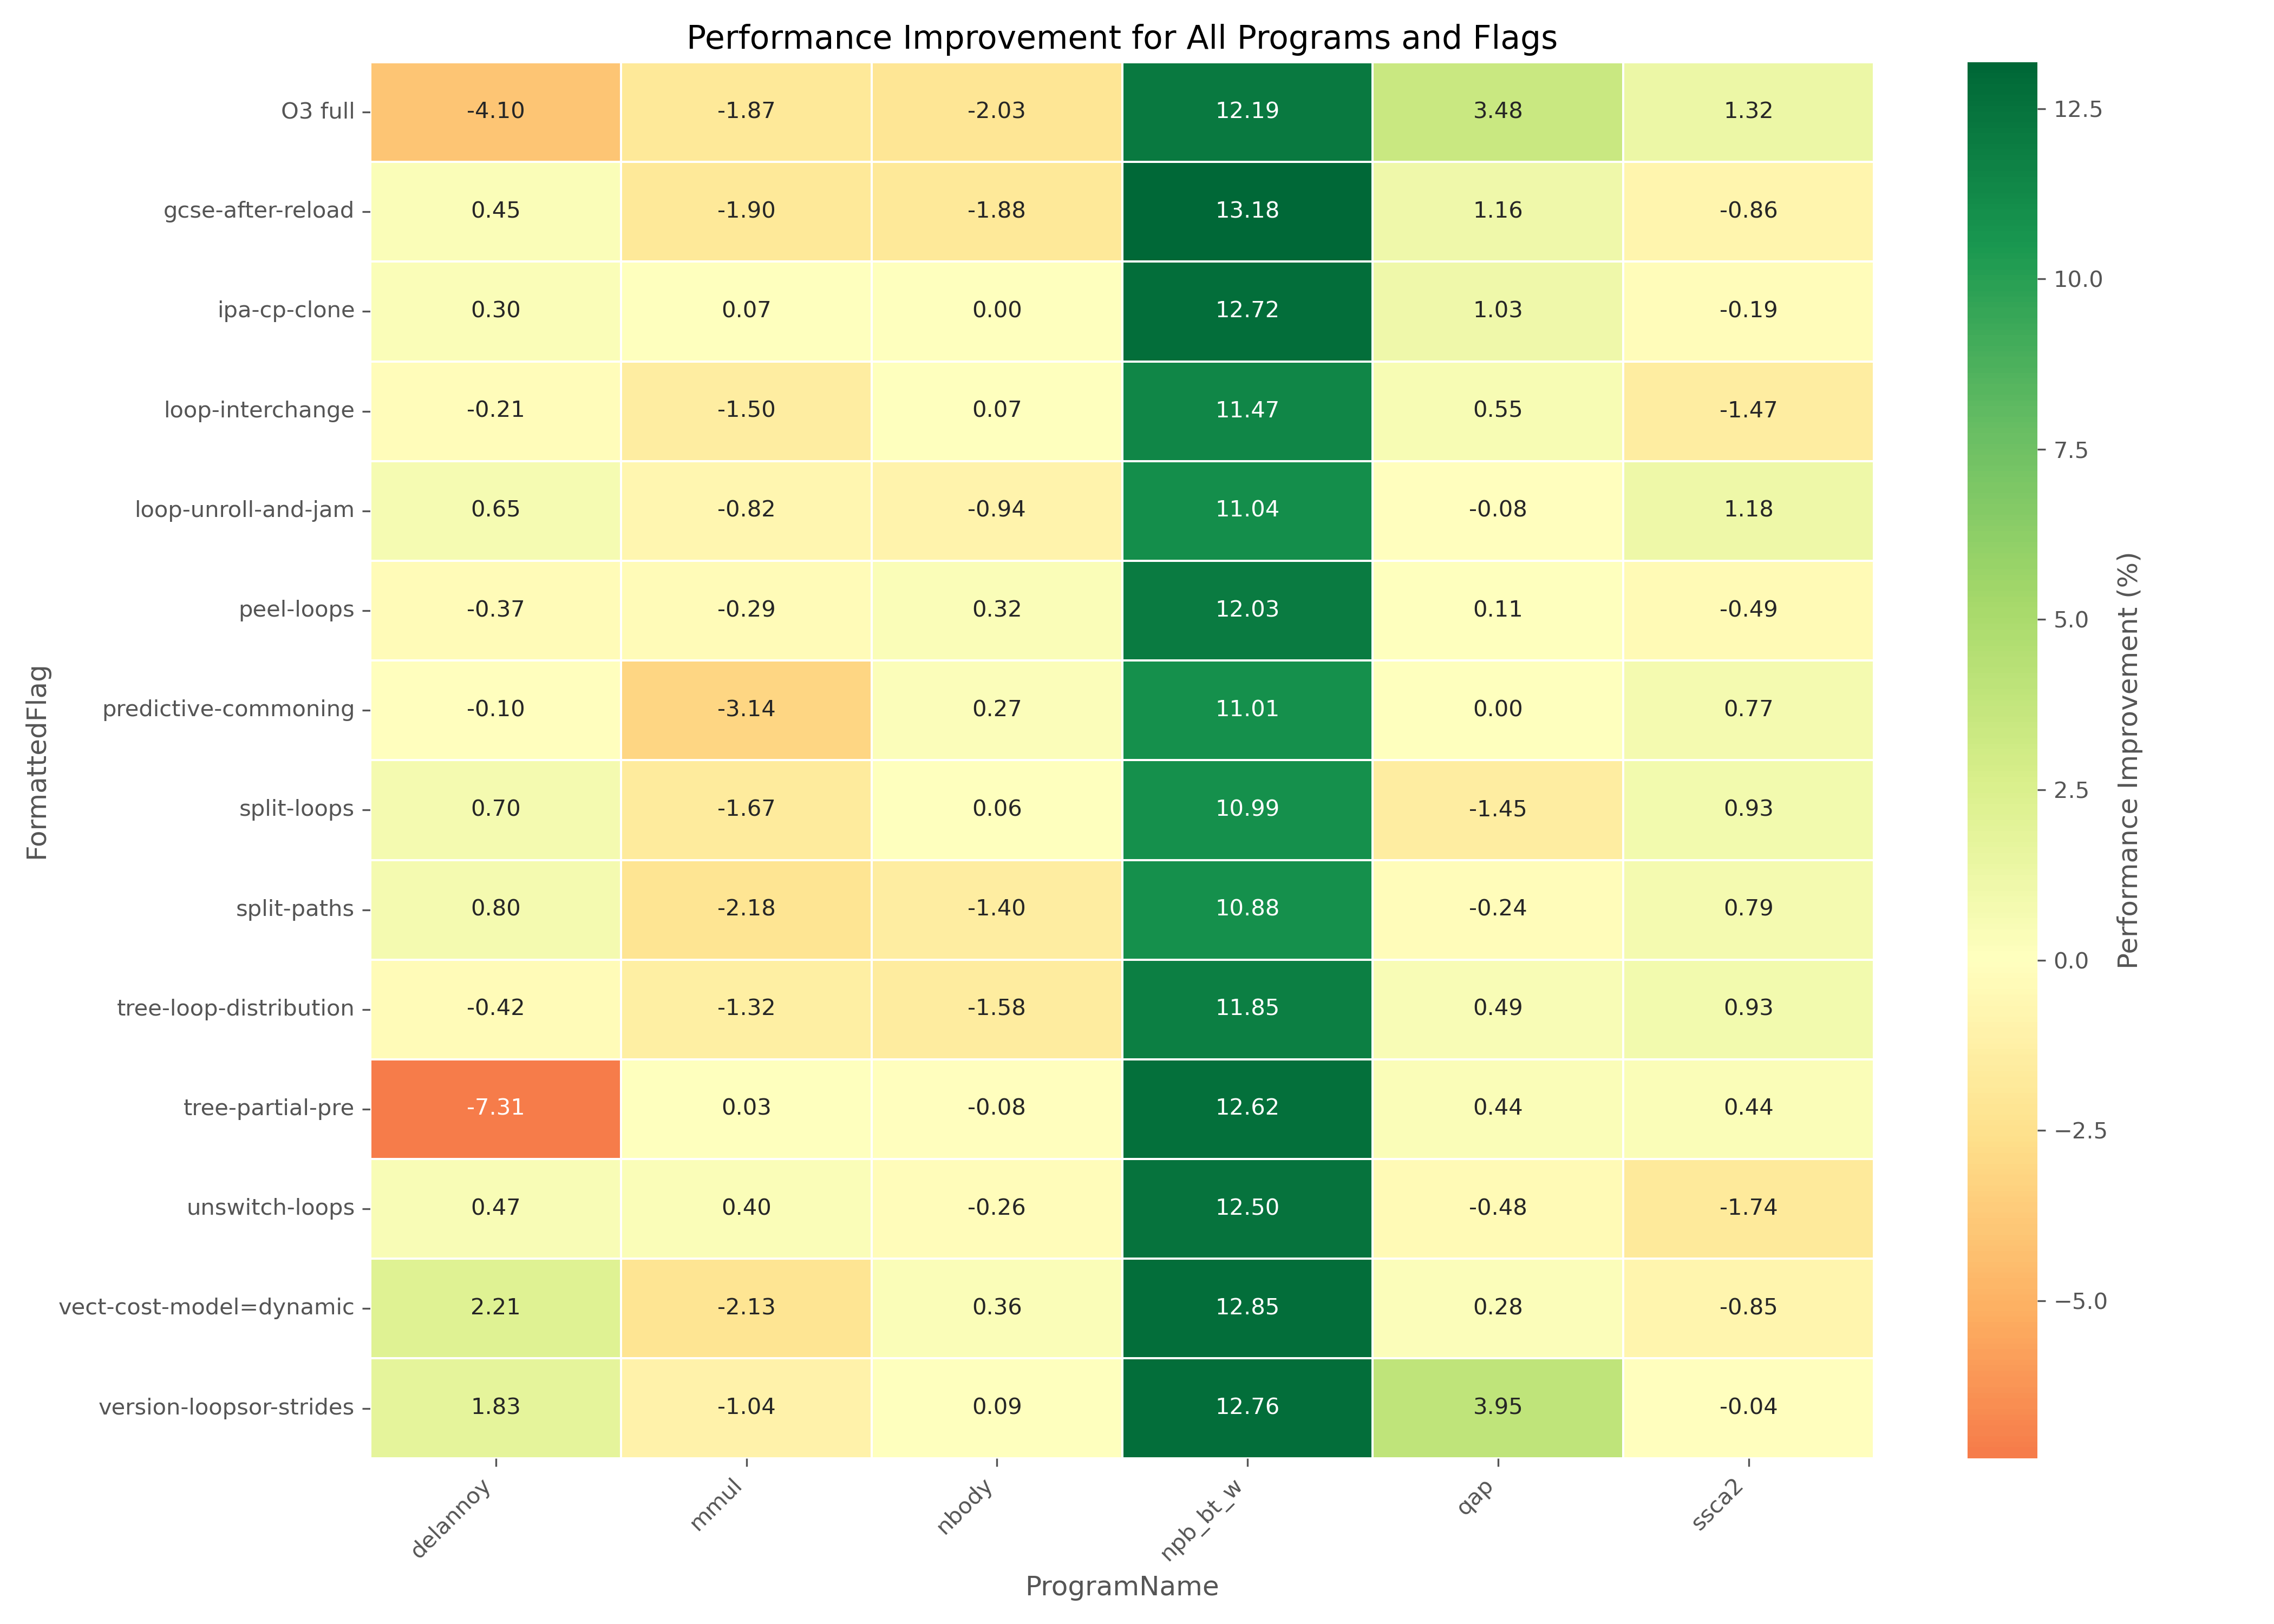 Performance Improvement for All Programs and Flags
O3 full -4.10 -1.87 -2.03 12.19 3.48 1.32
gcse-after-reload 0.45 -1.90 -1.88 13.18 1.16 -0.86
ipa-cp-clone 0.30 0.07 0.00 12.72 1.03 -0.19
loop-interchange -0.21 -1.50 0.07 11.47 0.55 -1.47
loop-unroll-and-jam 0.65 -0.82 -0.94 11.04 -0.08 1.18
peel-loops -0.37 -0.29 0.32 12.03 0.11 -0.49
predictive-commoning -0.10 -3.14 0.27 11.01 0.00 0.77
split-loops 0.70 -1.67 0.06 10.99 -1.45 0.93
split-paths 0.80 -2.18 -1.40 10.88 -0.24 0.79
tree-loop-distribution -0.42 -1.32 -1.58 11.85 0.49 0.93
tree-partial-pre -7.31 0.03 -0.08 12.62 0.44 0.44
unswitch-loops 0.47 0.40 -0.26 12.50 -0.48 -1.74
vect-cost-model=dynamic 2.21 -2.13 0.36 12.85 0.28 -0.85
version-loopsor-strides 1.83 -1.04 0.09 12.76 3.95 -0.04
delannoy mmul nbody npb_bt_w qap ssca2
ProgramName
FormattedFlag
12.5
10.0
7.5
5.0
2.5
0.0
−2.5
−5.0
Performance Improvement (%)